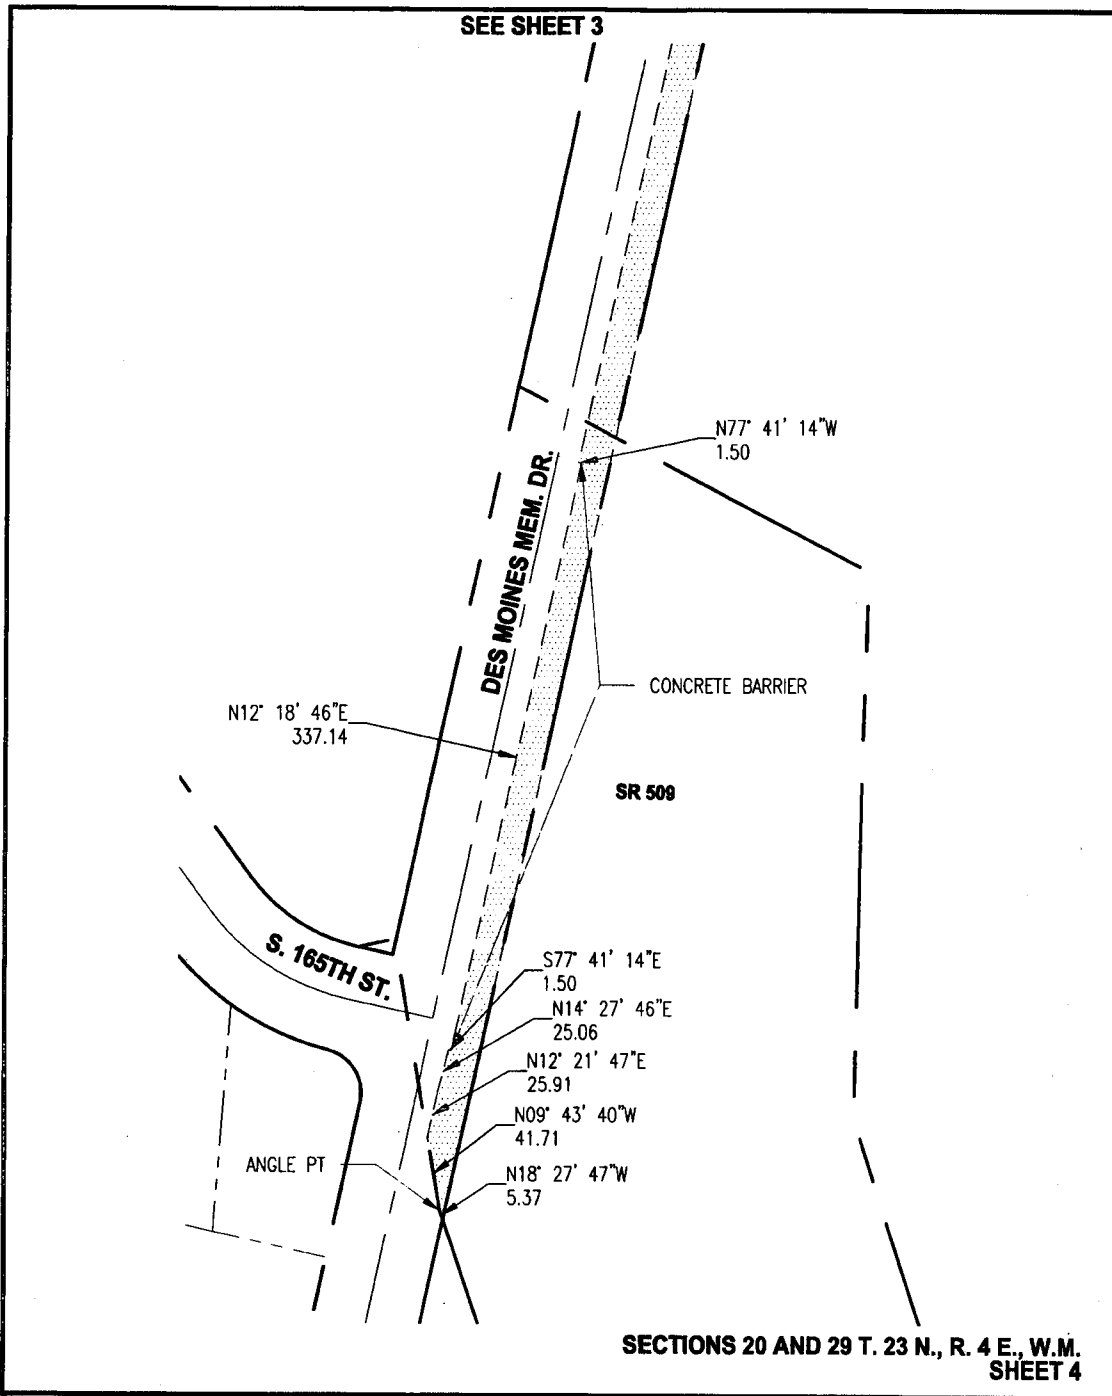 SEE SHEET 3
N77° 41' 14"W
1.50
DES MOINES MEM. DR.
CONCRETE BARRIER
N12° 18' 46"E
337.14
SR 509
S. 165TH ST.
S77° 41' 14"E
1.50
N14° 27' 46"E
25.06
N12° 21' 47"E
25.91
N09° 43' 40"W
41.71
ANGLE PT
N18° 27' 47"W
5.37
SECTIONS 20 AND 29 T. 23 N., R. 4 E., W.M.
SHEET 4